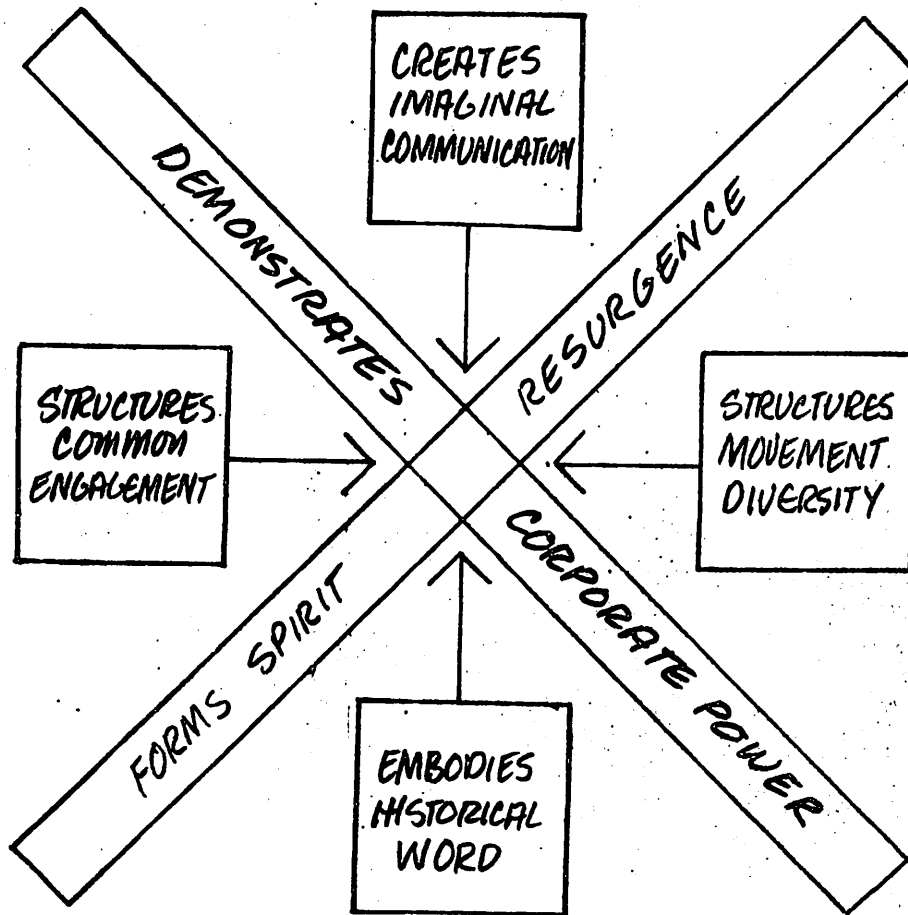 CREATES
IMAGINAL
COMMUNICATION
DEMONSTRATES
RESURGENCE
STRUCTURES
COMMON
ENGAGEMENT
STRUCTURES
MOVEMENT
DIVERSITY
FORMS SPIRIT
CORPORATE POWER
EMBODIES
HISTORICAL
WORD